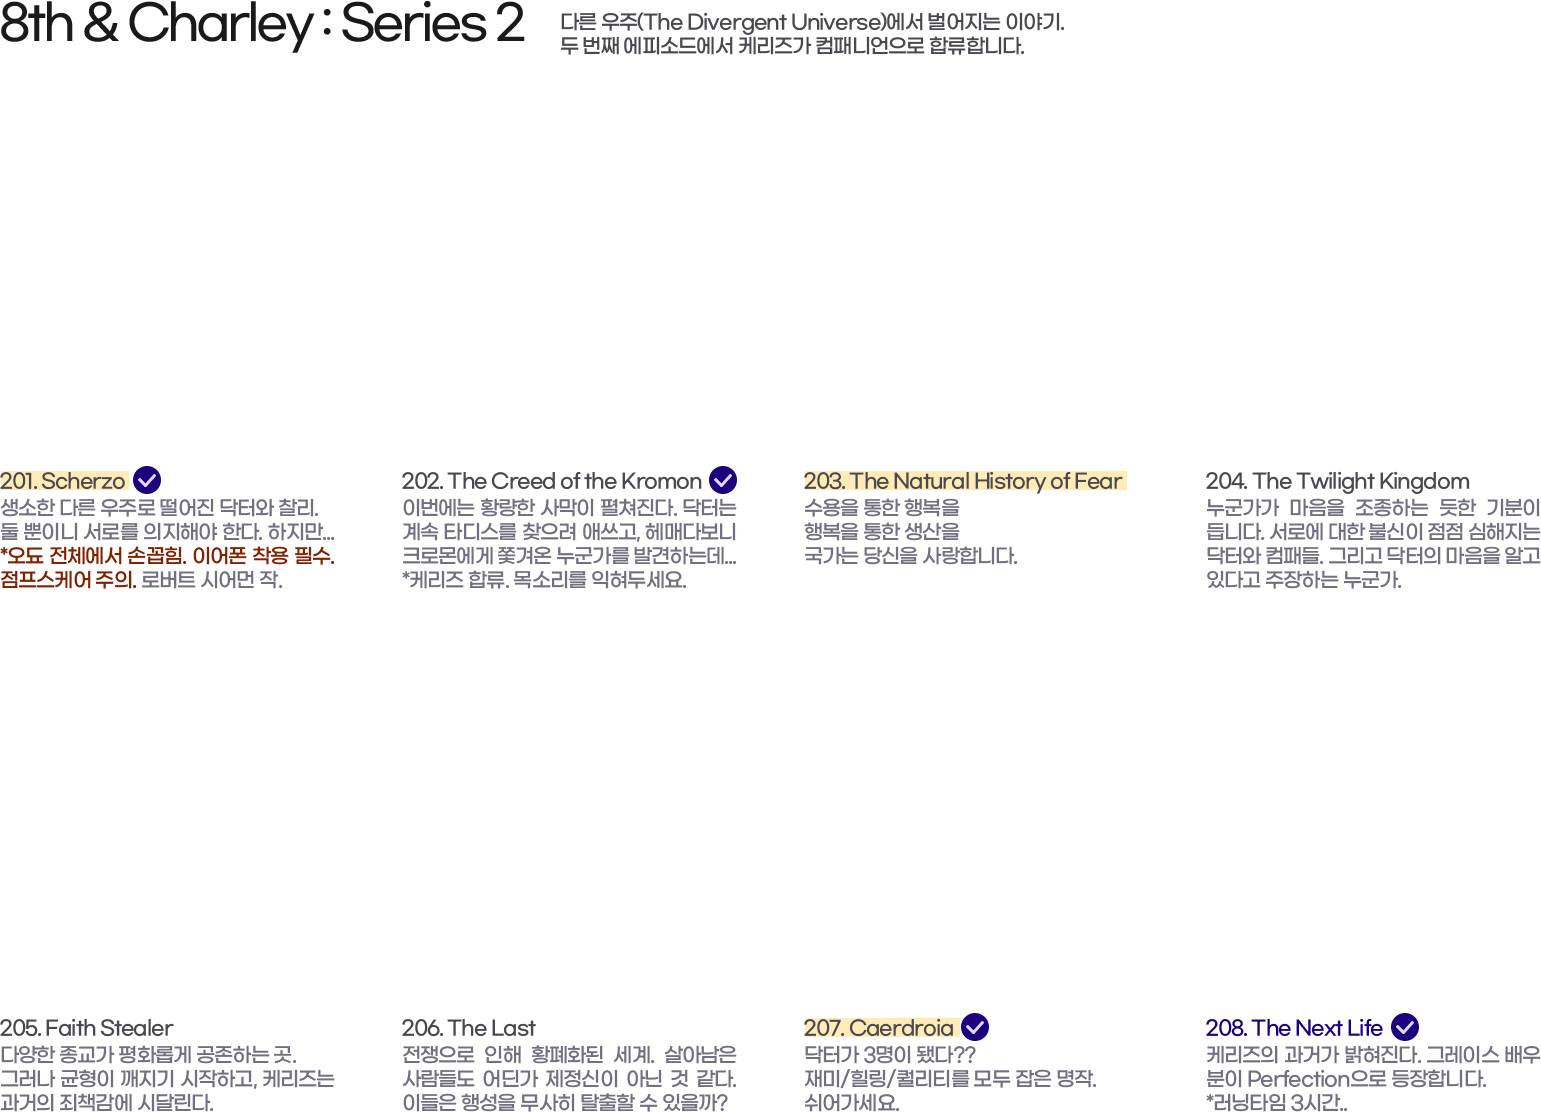 8th & Charley : Series 2
다른 우주(The Divergent Universe)에서 벌어지는 이야기.
두 번째 에피소드에서 케리즈가 컴패니언으로 합류합니다.
201. Scherzo
생소한 다른 우주로 떨어진 닥터와 찰리.
둘 뿐이니 서로를 의지해야 한다. 하지만...
*오됴 전체에서 손꼽힘. 이어폰 착용 필수.
점프스케어 주의. 로버트 시어먼 작.
202. The Creed of the Kromon
이번에는 황량한 사막이 펼쳐진다. 닥터는
계속 타디스를 찾으려 애쓰고, 헤매다보니
크로몬에게 쫓겨온 누군가를 발견하는데...
*케리즈 합류. 목소리를 익혀두세요.
203. The Natural History of Fear
수용을 통한 행복을
행복을 통한 생산을
국가는 당신을 사랑합니다.
204. The Twilight Kingdom
누군가가 마음을 조종하는 듯한 기분이
듭니다. 서로에 대한 불신이 점점 심해지는
닥터와 컴패들. 그리고 닥터의 마음을 알고
있다고 주장하는 누군가.
205. Faith Stealer
다양한 종교가 평화롭게 공존하는 곳.
그러나 균형이 깨지기 시작하고, 케리즈는
과거의 죄책감에 시달린다.
206. The Last
전쟁으로 인해 황폐화된 세계. 살아남은
사람들도 어딘가 제정신이 아닌 것 같다.
이들은 행성을 무사히 탈출할 수 있을까?
207. Caerdroia
닥터가 3명이 됐다??
재미/힐링/퀄리티를 모두 잡은 명작.
쉬어가세요.
208. The Next Life
케리즈의 과거가 밝혀진다. 그레이스 배우
분이 Perfection으로 등장합니다.
*러닝타임 3시간..